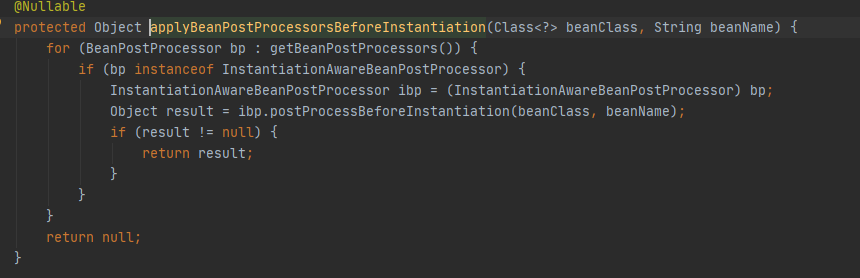 @Nullable
protected Object applyBeanPostProcessorsBeforeInstantiation(Class<?> beanClass, String beanName) {
    for (BeanPostProcessor bp : getBeanPostProcessors()) {
        if (bp instanceof InstantiationAwareBeanPostProcessor) {
            InstantiationAwareBeanPostProcessor ibp = (InstantiationAwareBeanPostProcessor) bp;
            Object result = ibp.postProcessBeforeInstantiation(beanClass, beanName);
            if (result != null) {
                return result;
            }
        }
    }
    return null;
}